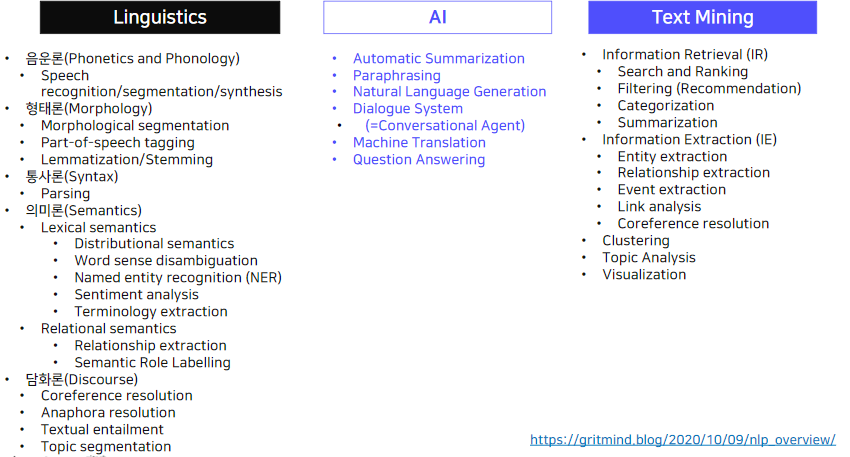 Linguistics
• 음운론(Phonetics and Phonology)
• Speech
recognition/segmentation/synthesis
• 형태론(Morphology)
• Morphological segmentation
• Part-of-speech tagging
• Lemmatization/Stemming
• 통사론(Syntax)
• Parsing
• 의미론(Semantics)
• Lexical semantics
• Distributional semantics
• Word sense disambiguation
• Named entity recognition (NER)
• Sentiment analysis
• Terminology extraction
• Relational semantics
• Relationship extraction
• Semantic Role Labelling
• 담화론(Discourse)
• Coreference resolution
• Anaphora resolution
• Textual entailment
• Topic segmentation
AI
• Automatic Summarization
• Paraphrasing
• Natural Language Generation
• Dialogue System
• (=Conversational Agent)
• Machine Translation
• Question Answering
Text Mining
• Information Retrieval (IR)
• Search and Ranking
• Filtering (Recommendation)
• Categorization
• Summarization
• Information Extraction (IE)
• Entity extraction
• Relationship extraction
• Event extraction
• Link analysis
• Coreference resolution
• Clustering
• Topic Analysis
• Visualization
https://gritmind.blog/2020/10/09/nlp_overview/